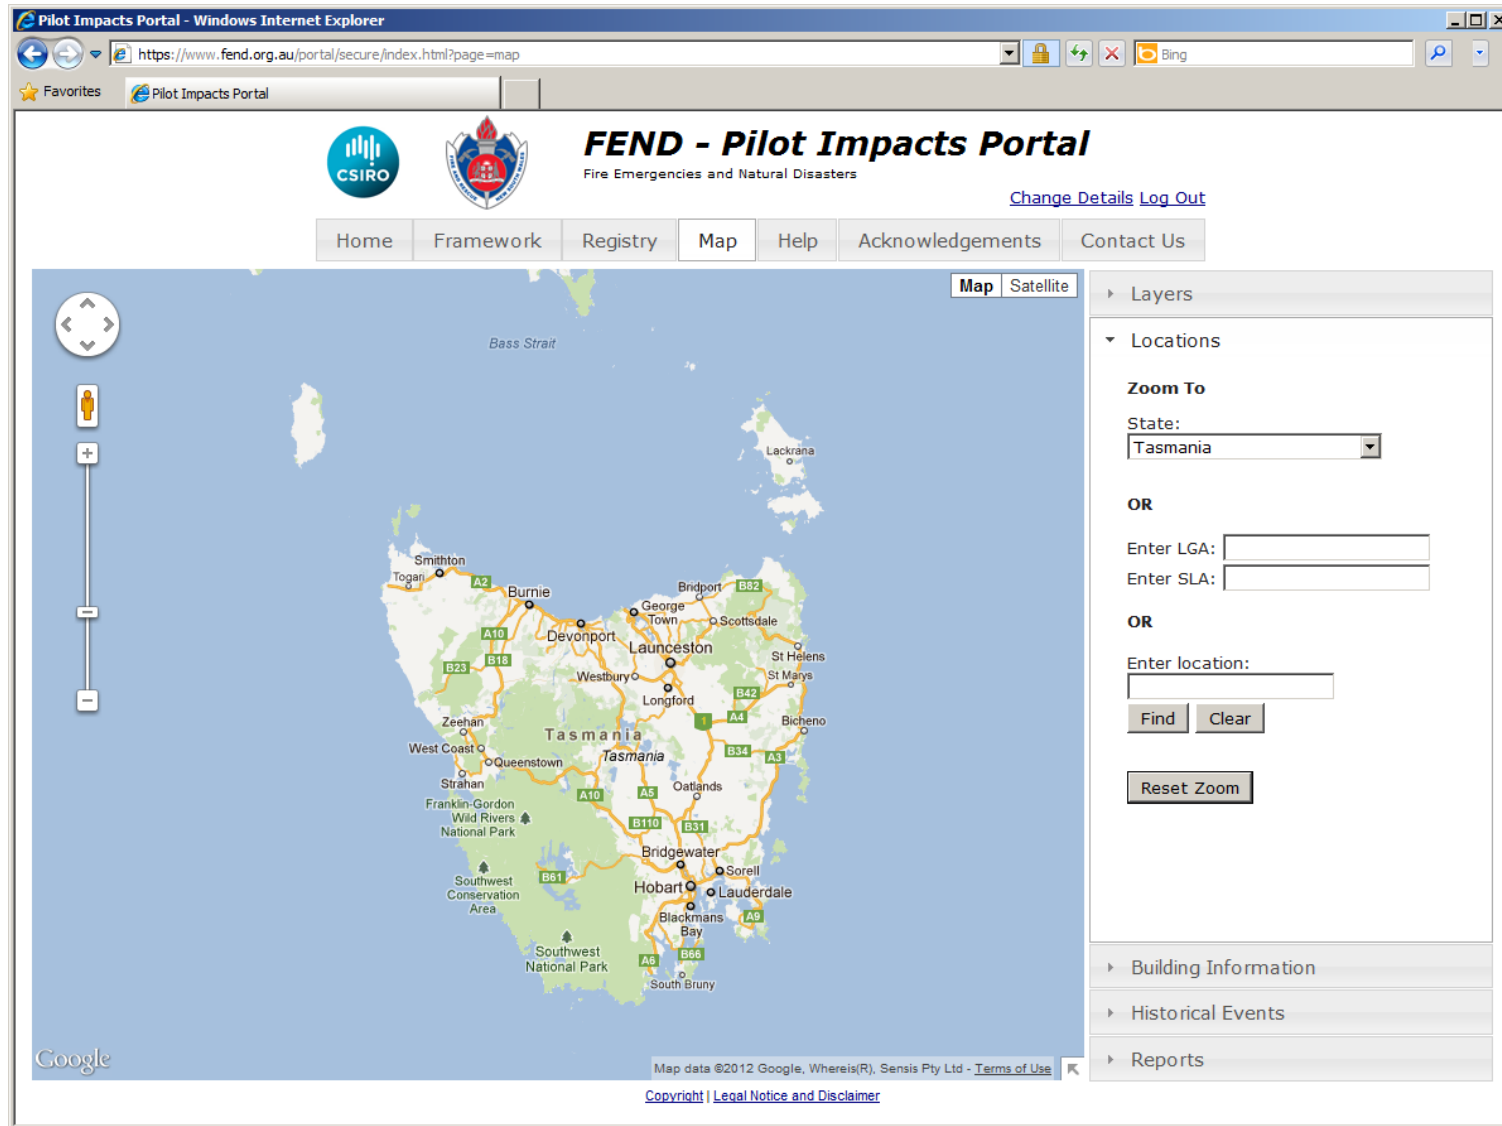 Pilot Impacts Portal - Windows Internet Explorer
https://www.fend.org.au/portal/secure/index.html?page=map
Bing
Favorites
Pilot Impacts Portal
CSIRO
FIRE AND RESCUE NEW SOUTH WALES
FEND - Pilot Impacts Portal
Fire Emergencies and Natural Disasters
Change Details Log Out
Home Framework Registry Map Help Acknowledgements Contact Us
Map Satellite
Bass Strait
Lackrana
Smithton
Togari
A2
Burnie
Bridport
B82
George
Town
Scottsdale
A10
Devonport
Launceston
St Helens
B23
B18
Westbury
St Marys
Longford
B42
Zeehan
1
A4
Bicheno
Tasmania
West Coast
Queenstown
Tasmania
B34
A3
Strahan
A10
A5
Oatlands
Franklin-Gordon
Wild Rivers
National Park
B110
B31
Bridgewater
Sorell
B61
Southwest
Conservation
Area
Hobart
Lauderdale
Blackmans
Bay
A9
Southwest
National Park
A6
B66
South Bruny
Google
Map data ©2012 Google, Whereis(R), Sensis Pty Ltd - Terms of Use
Layers
Locations
Zoom To
State:
Tasmania
OR
Enter LGA:
Enter SLA:
OR
Enter location:
Find Clear
Reset Zoom
Building Information
Historical Events
Reports
Copyright | Legal Notice and Disclaimer